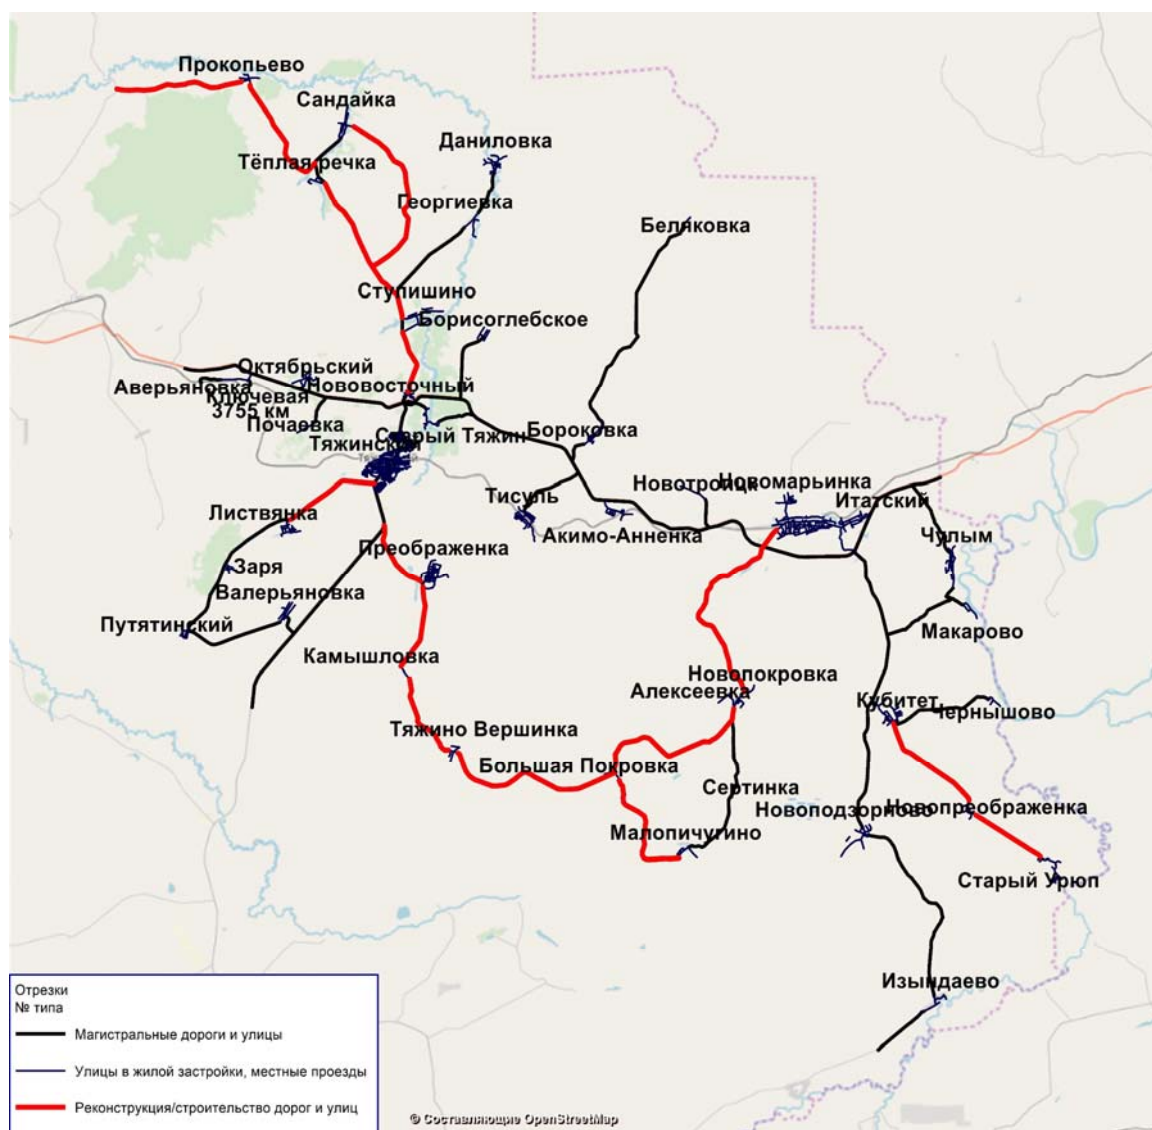 Прокопьево
Сандайка
Даниловка
Тёплая речка
Георгиевка
Беляковка
Ступишино
Борисоглебское
Октябрьский
Аверьяновка
Нововосточный
Ключевая
3755 км
Почаевка
Старый Тяжин
Бороковка
Тяжинский
Новотроицк
Новомарьинка
Тисуль
Итатский
Листвянка
Акимо-Анненка
Чулым
Преображенка
Заря
Валерьяновка
Путятинский
Макарово
Камышловка
Новопокровка
Алексеевка
Кубитет
Чернышово
Тяжино Вершинка
Большая Покровка
Сертинка
Новоподзорново
Новопреображенка
Малопичугино
Старый Урюп
Изындаево
Отрезки
№ типа
Магистральные дороги и улицы
Улицы в жилой застройки, местные проезды
Реконструкция/строительство дорог и улиц
© Составляющие OpenStreetMap